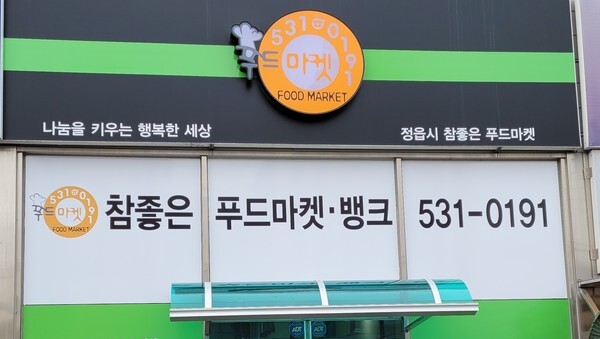 531@0191
푸드마켓
FOOD MARKET
나눔을 키우는 행복한 세상
정읍시 참좋은 푸드마켓
531@0191
푸드마켓
FOOD MARKET
참좋은 푸드마켓·뱅크 531-0191
ADT ADT